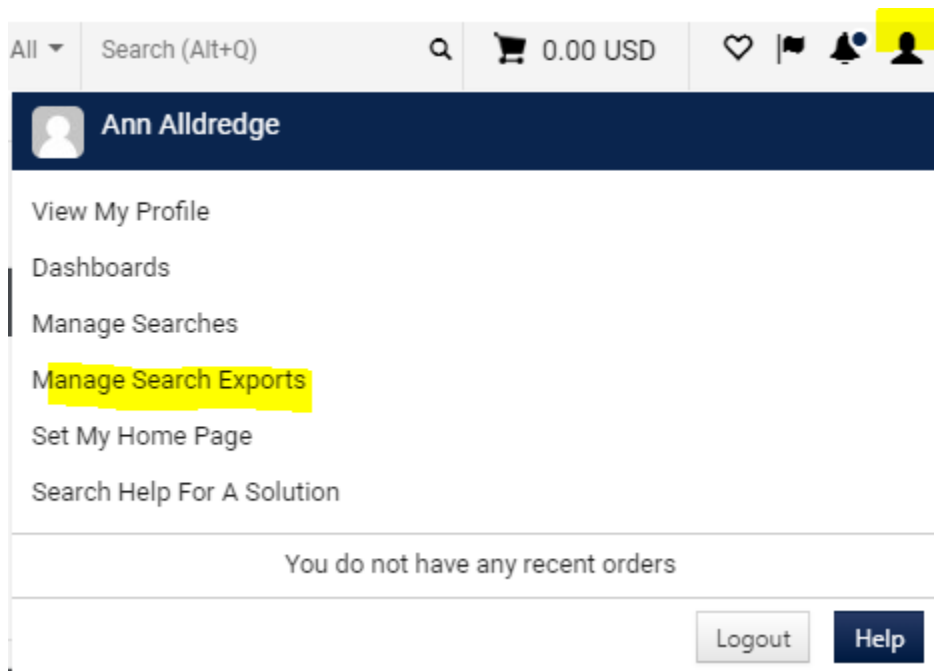 All Search (Alt+Q) 0.00 USD
Ann Alldredge
View My Profile
Dashboards
Manage Searches
Manage Search Exports
Set My Home Page
Search Help For A Solution
You do not have any recent orders
Logout Help